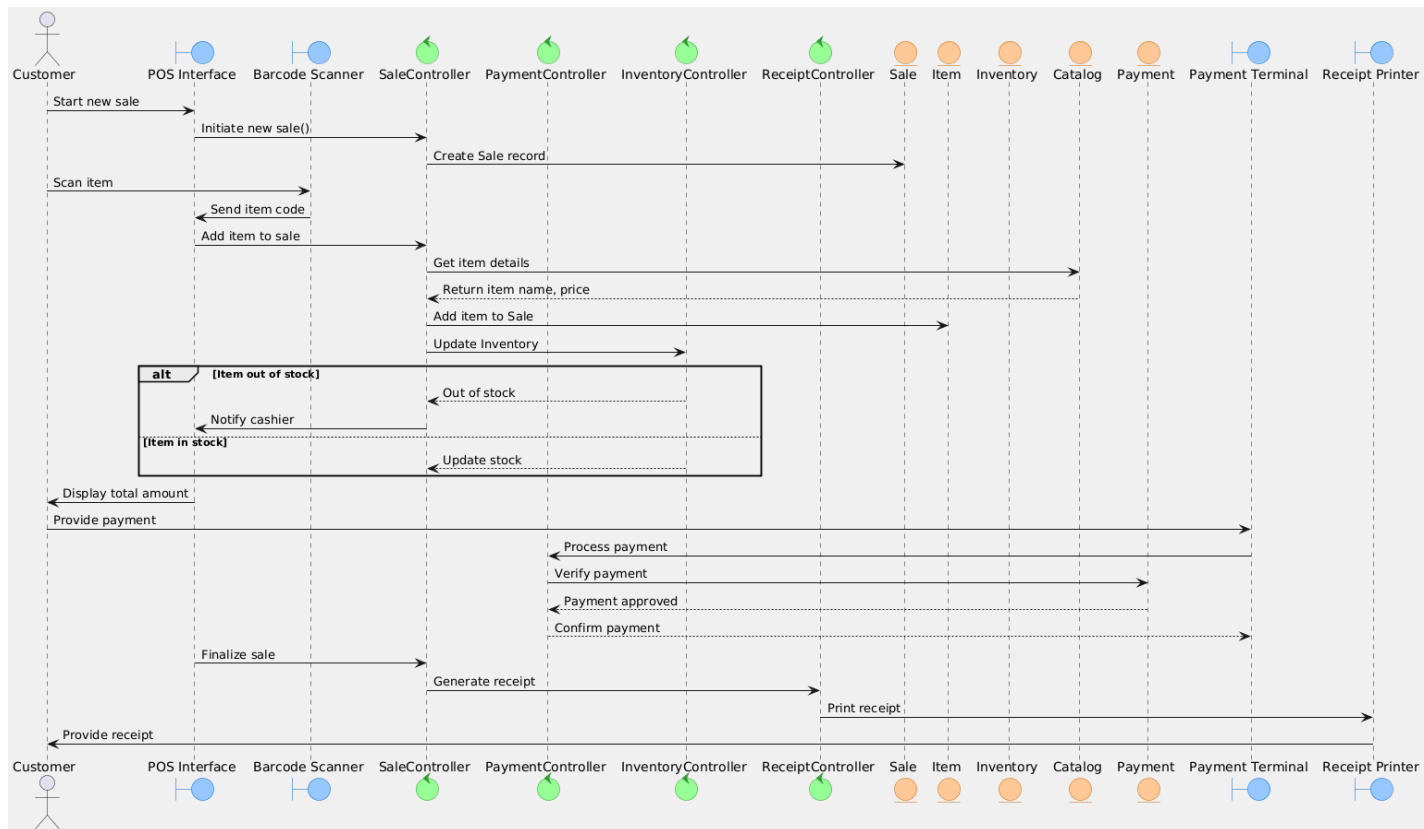 Customer POS Interface Barcode Scanner SaleController PaymentController InventoryController ReceiptController Sale Item Inventory Catalog Payment Payment Terminal Receipt Printer
Start new sale
Initiate new sale()
Create Sale record
Scan item
Send item code
Add item to sale
Get item details
Return item name, price
Add item to Sale
Update Inventory
alt [Item out of stock]
Out of stock
Notify cashier
[Item in stock]
Update stock
Display total amount
Provide payment
Process payment
Verify payment
Payment approved
Confirm payment
Finalize sale
Generate receipt
Print receipt
Provide receipt
Customer POS Interface Barcode Scanner SaleController PaymentController InventoryController ReceiptController Sale Item Inventory Catalog Payment Payment Terminal Receipt Printer